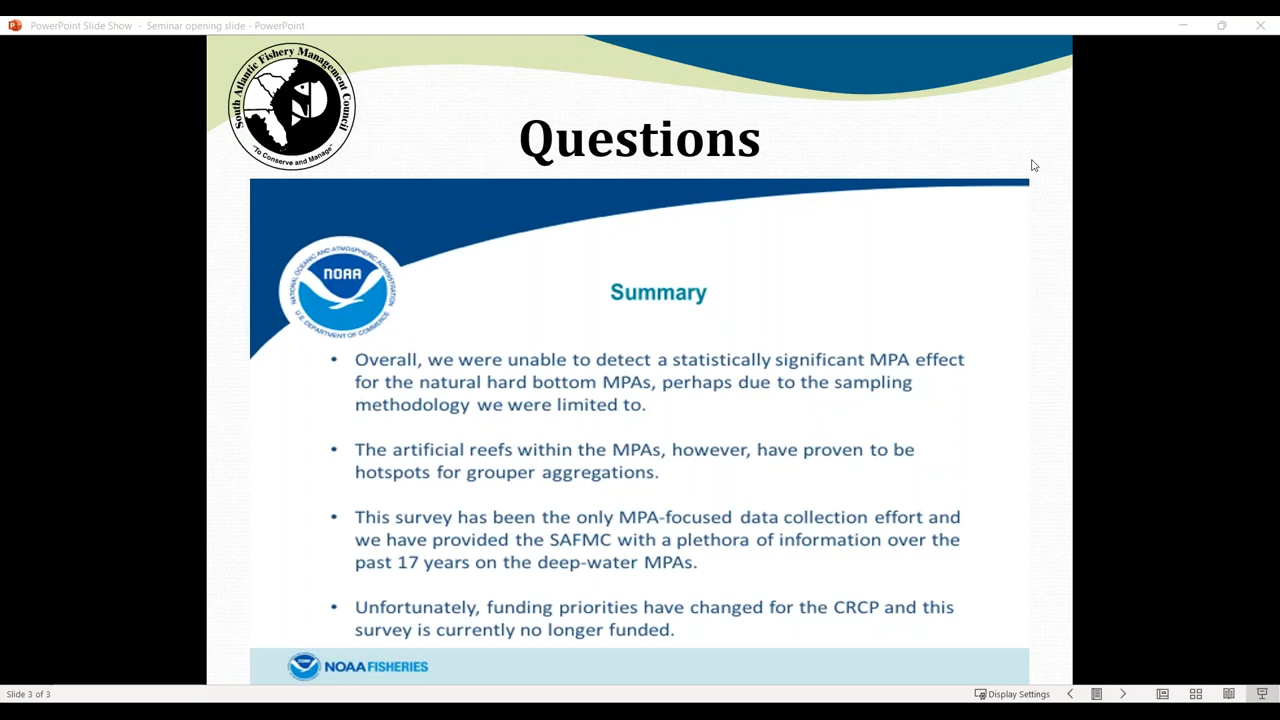 PowerPoint Slide Show - Seminar opening slide - PowerPoint
South Atlantic Fishery Management Council
"To Conserve and Manage"
Questions
NATIONAL OCEANIC AND ATMOSPHERIC ADMINISTRATION
NOAA
U.S. DEPARTMENT OF COMMERCE
Summary
• Overall, we were unable to detect a statistically significant MPA effect
for the natural hard bottom MPAs, perhaps due to the sampling
methodology we were limited to.
• The artificial reefs within the MPAs, however, have proven to be
hotspots for grouper aggregations.
• This survey has been the only MPA-focused data collection effort and
we have provided the SAFMC with a plethora of information over the
past 17 years on the deep-water MPAs.
• Unfortunately, funding priorities have changed for the CRCP and this
survey is currently no longer funded.
NOAA FISHERIES
Slide 3 of 3
Display Settings